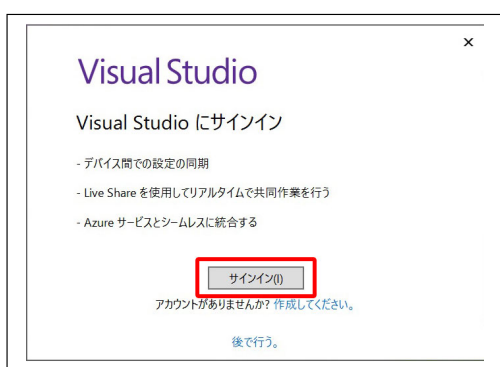 Visual Studio
Visual Studio にサインイン
- デバイス間での設定の同期
- Live Share を使用してリアルタイムで共同作業を行う
- Azure サービスとシームレスに統合する
サインイン(I)
アカウントがありませんか? 作成してください。
後で行う。